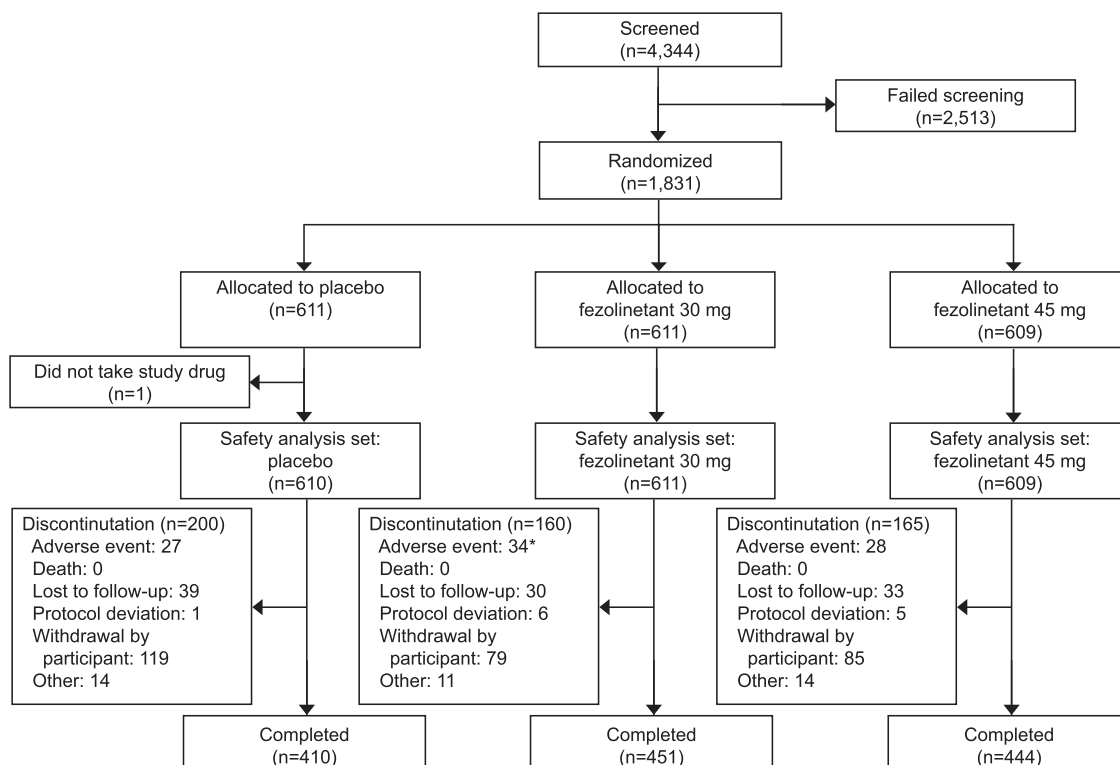 Screened
(n=4,344)
Failed screening
(n=2,513)
Randomized
(n=1,831)
Allocated to placebo
(n=611)
Allocated to
fezolinetant 30 mg
(n=611)
Allocated to
fezolinetant 45 mg
(n=609)
Did not take study drug
(n=1)
Safety analysis set:
placebo
(n=610)
Safety analysis set:
fezolinetant 30 mg
(n=611)
Safety analysis set:
fezolinetant 45 mg
(n=609)
Discontinutation (n=200)
Adverse event: 27
Death: 0
Lost to follow-up: 39
Protocol deviation: 1
Withdrawal by
participant: 119
Other: 14
Discontinutation (n=160)
Adverse event: 34*
Death: 0
Lost to follow-up: 30
Protocol deviation: 6
Withdrawal by
participant: 79
Other: 11
Discontinutation (n=165)
Adverse event: 28
Death: 0
Lost to follow-up: 33
Protocol deviation: 5
Withdrawal by
participant: 85
Other: 14
Completed
(n=410)
Completed
(n=451)
Completed
(n=444)